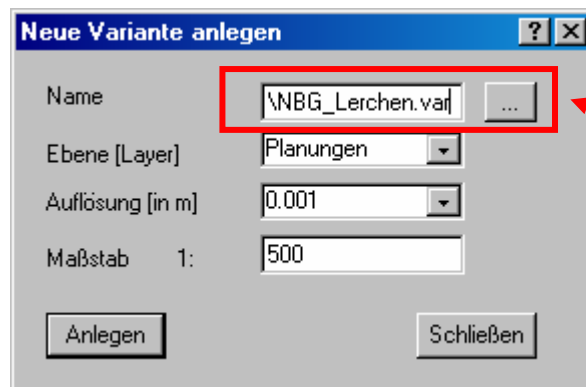 Neue Variante anlegen ? X
Name \NBG_Lerchen.var ...
Ebene [Layer] Planungen
Auflösung [in m] 0.001
Maßstab 1: 500
Anlegen Schließen